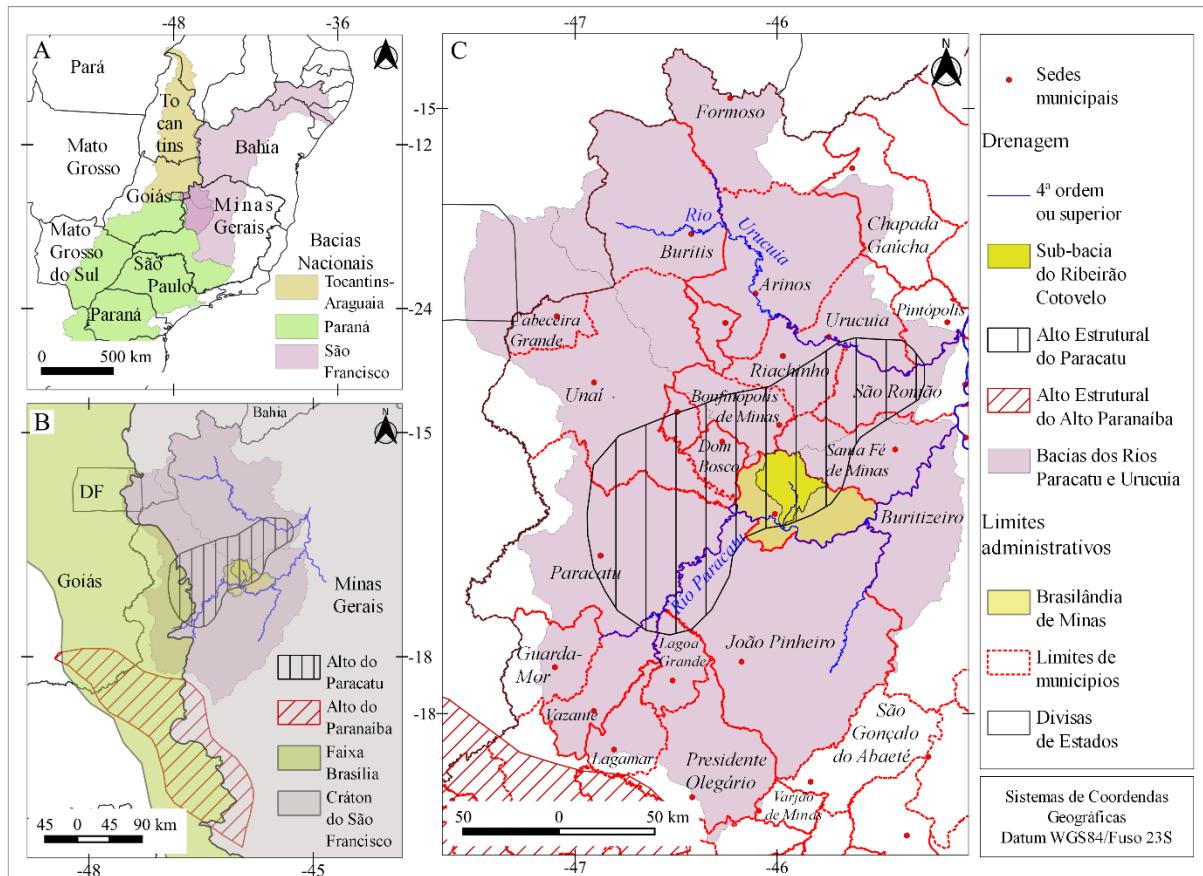 A
-48
-36
N
Pará
To
can
tins
Mato
Grosso
Bahia
-12
Goiás
Minas
Gerais
Mato
Grosso
do Sul
São
Paulo
Paraná
-24
Bacias
Nacionais
Tocantins-
Araguaia
Paraná
São
Francisco
0 500 km
B
Bahia
N
-15
DF
Goiás
Minas
Gerais
-18
Alto do
Paracatu
Alto do
Paranaíba
Faixa
Brasília
Cráton
do São
Francisco
45 0 45 90 km
-48
-45
C
-47
-46
N
-15
Formoso
Rio
Urucuia
Buritis
Chapada
Gaúcha
Arinos
Pintópolis
Cabeceira
Grande
Urucuia
Riachinho
Unaí
São Romão
Bonfinópolis
de Minas
Dom
Bosco
Santa Fé
de Minas
Buritizeiro
Paracatu
Rio Paracatu
João Pinheiro
Lagoa
Grande
Guarda-
Mor
-18
Vazante
São
Gonçalo
do Abaeté
Lagamar
Presidente
Olegário
Varjão
de Minas
50 0 50 km
-47
-46
Sedes
municipais
Drenagem
4ª ordem
ou superior
Sub-bacia
do Ribeirão
Cotovelo
Alto Estrutural
do Paracatu
Alto Estrutural
do Alto Paranaíba
Bacias dos Rios
Paracatu e Urucuia
Limites
administrativos
Brasilândia
de Minas
Limites de
municípios
Divisas
de Estados
Sistemas de Coordendas
Geográficas
Datum WGS84/Fuso 23S